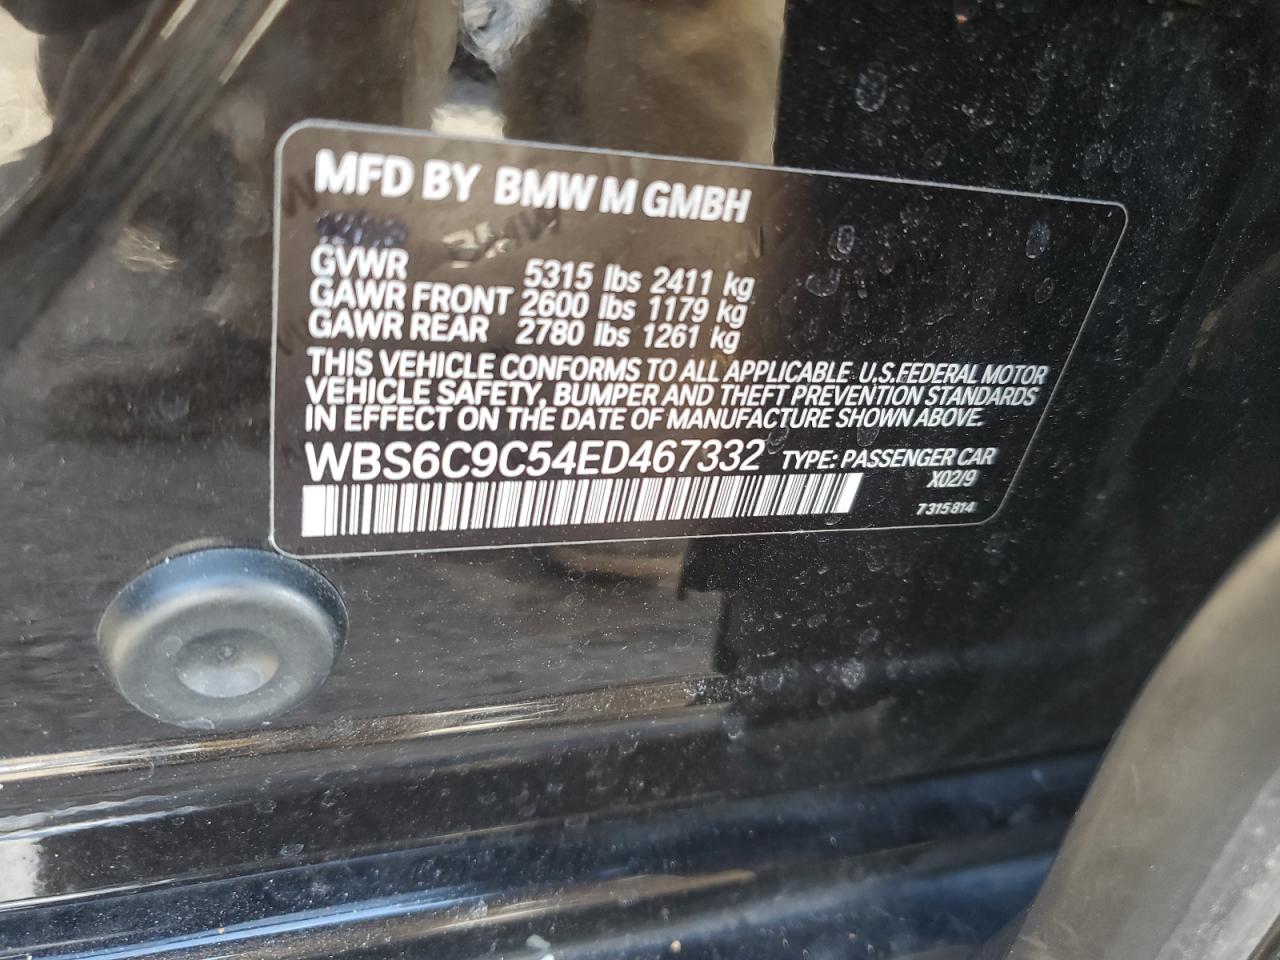 MFD BY BMW M GMBH
GVWR 5315 lbs 2411 kg
GAWR FRONT 2600 lbs 1179 kg
GAWR REAR 2780 lbs 1261 kg
THIS VEHICLE CONFORMS TO ALL APPLICABLE U.S.FEDERAL MOTOR
VEHICLE SAFETY, BUMPER AND THEFT PREVENTION STANDARDS
IN EFFECT ON THE DATE OF MANUFACTURE SHOWN ABOVE.
WBS6C9C54ED467332 TYPE: PASSENGER CAR
X02/9
7 315 814